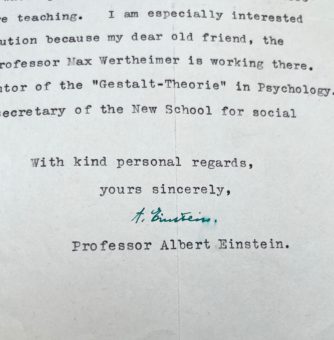 re teaching. I am especially interested
ution because my dear old friend, the
rofessor Max Wertheimer is working there.
tor of the "Gestalt-Theorie" in Psychology.
secretary of the New School for social
With kind personal regards,
yours sincerely,
A. Einstein.
Professor Albert Einstein.